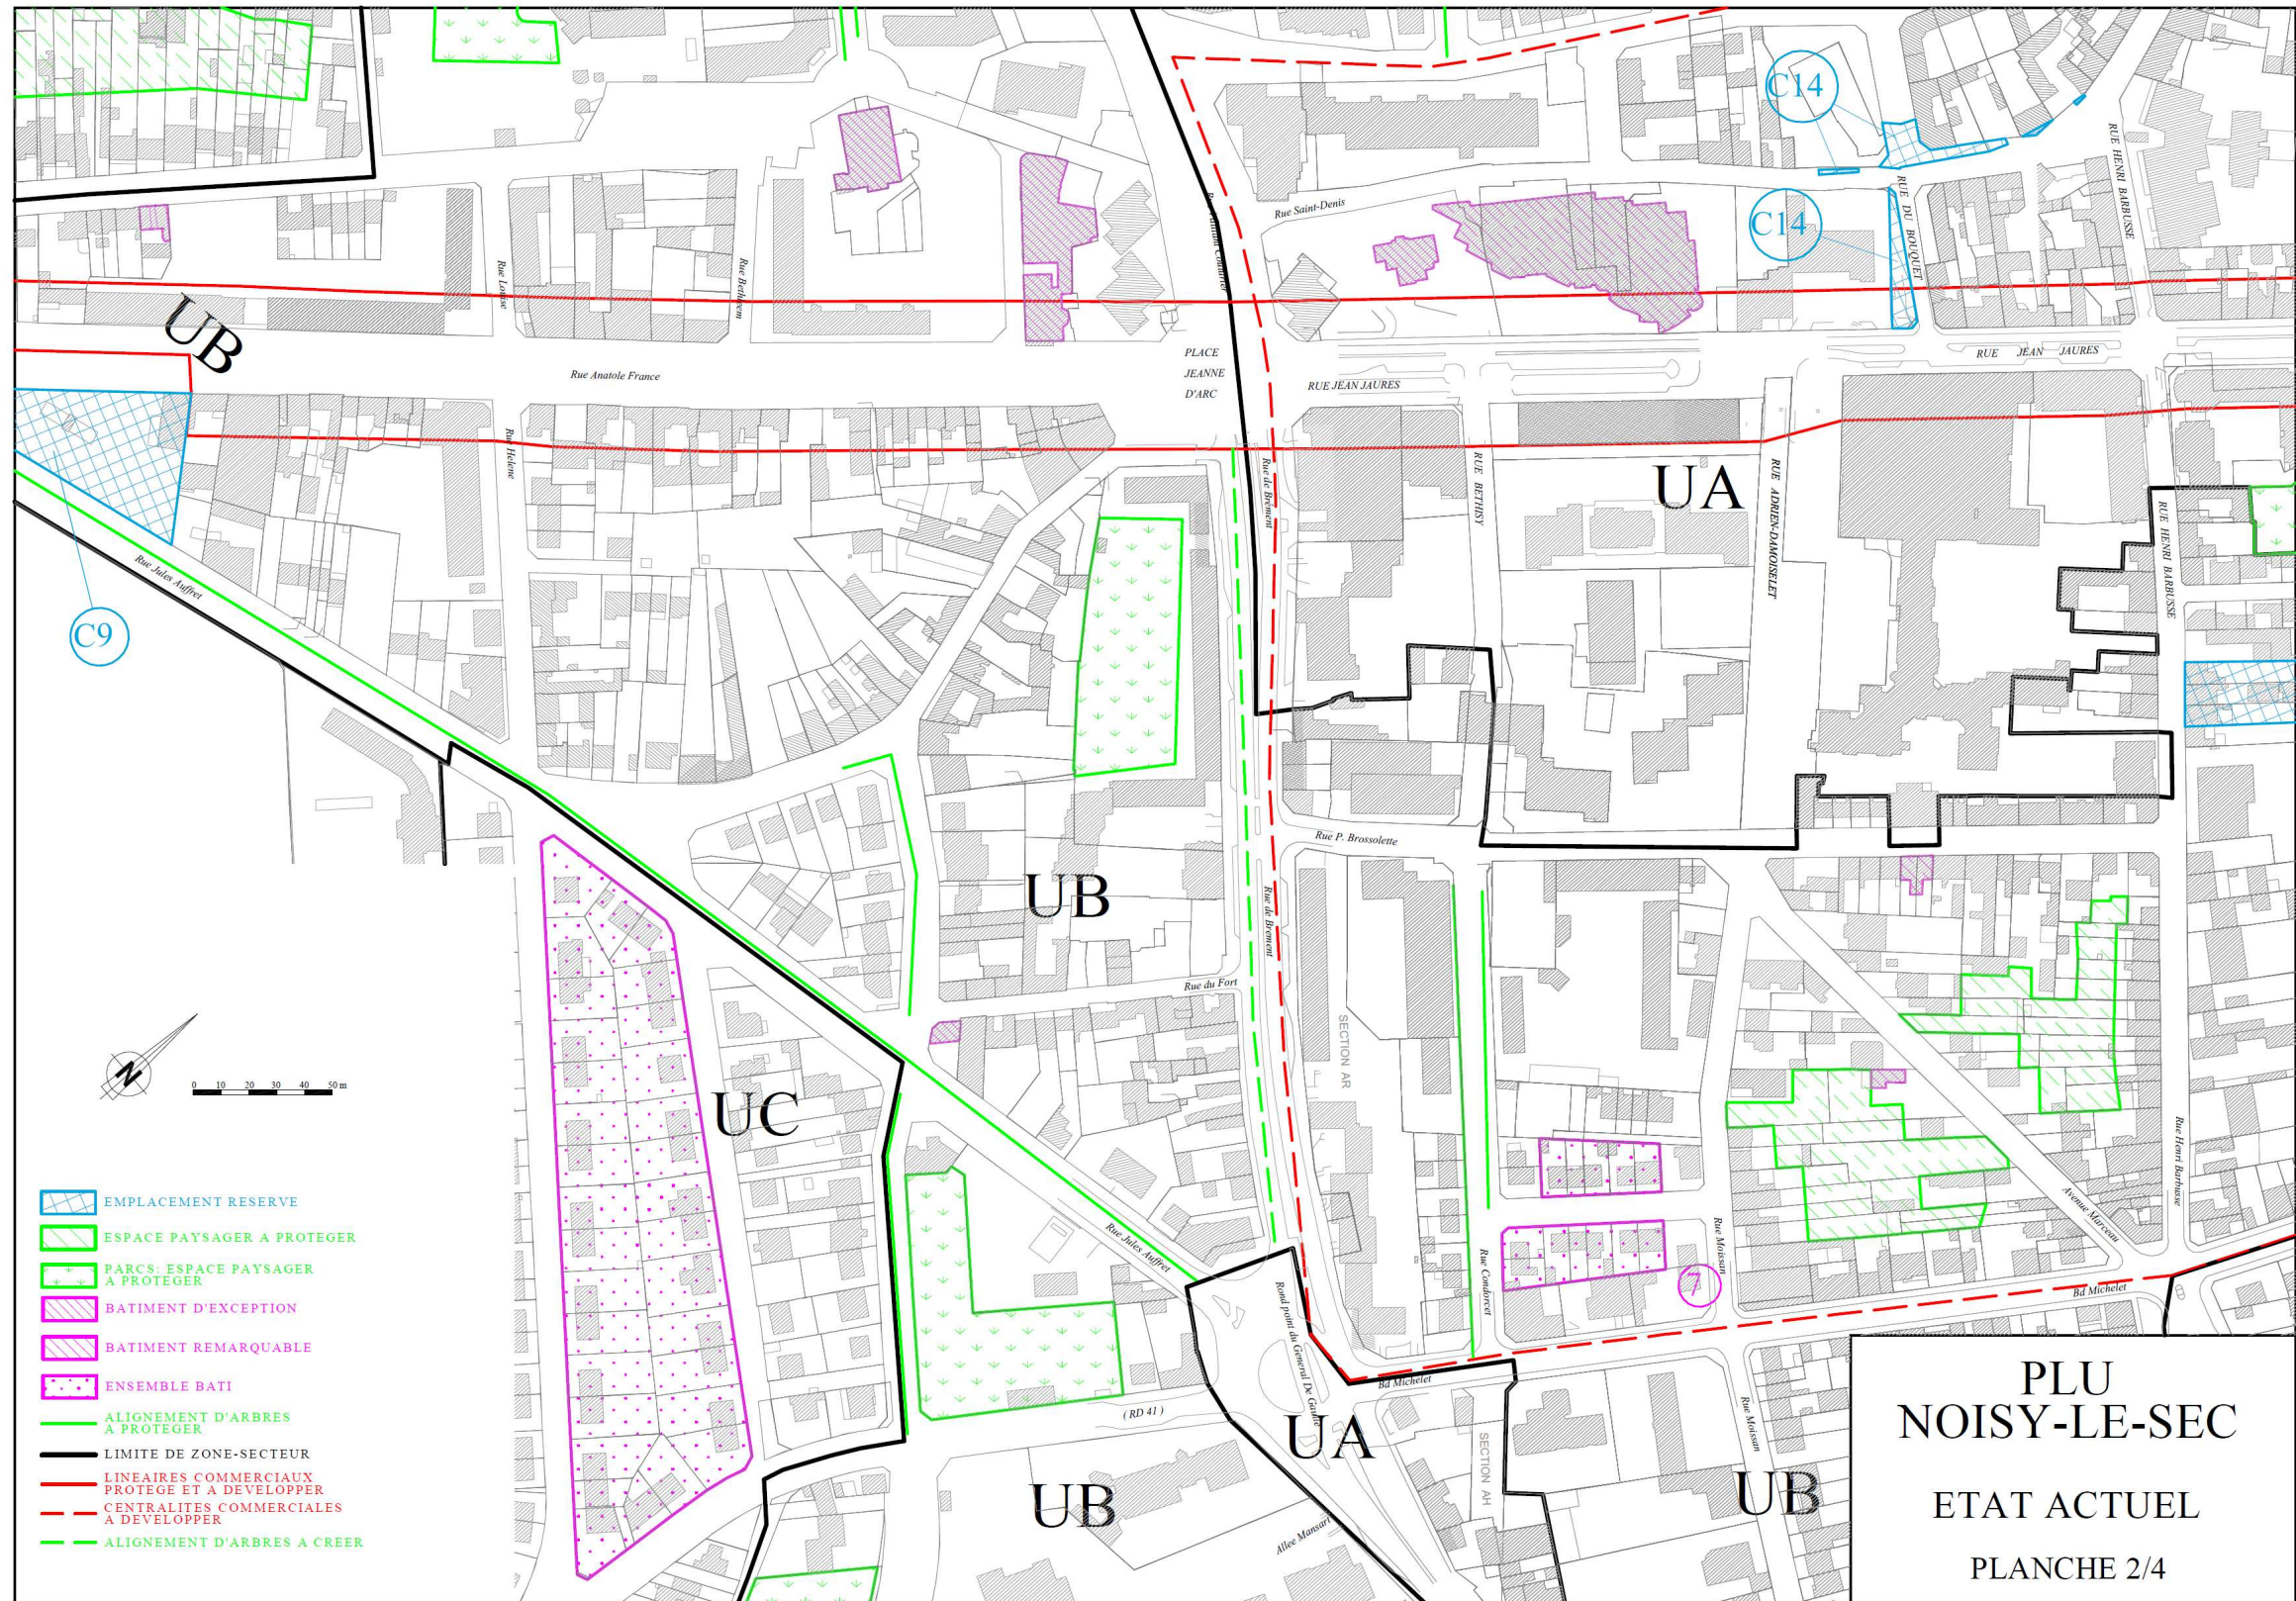 C14
RUE HENRI BARBUSSE
Rue Saint-Denis
RUE DU BOUQUET
C14
Rue Louise
Rue Bethleem
UB
PLACE
JEANNE
D'ARC
RUE JEAN JAURES
Rue Anatole France
RUE JEAN JAURES
Rue Helene
Rue de Brement
RUE BETHISY
UA
RUE ADRIEN-DAMOISELET
RUE HENRI BARBUSSE
Rue Jules Auffret
C9
Rue P. Brossolette
UB
Rue de Brement
Rue du Fort
SECTION AR
N
0 10 20 30 40 50 m
UC
Rue Henri Barbusse
Avenue Marceau
Rue Jules Auffret
Rue Condorcet
Rue Moissan
7
Bd Michelet
Rond point du General De Gaulle
Bd Michelet
( RD 41 )
UA
SECTION AH
Rue Moissan
UB
UB
Allee Mansart
EMPLACEMENT RESERVE
ESPACE PAYSAGER A PROTEGER
PARCS: ESPACE PAYSAGER
A PROTEGER
BATIMENT D'EXCEPTION
BATIMENT REMARQUABLE
ENSEMBLE BATI
ALIGNEMENT D'ARBRES
A PROTEGER
LIMITE DE ZONE-SECTEUR
LINEAIRES COMMERCIAUX
PROTEGE ET A DEVELOPPER
CENTRALITES COMMERCIALES
A DEVELOPPER
ALIGNEMENT D'ARBRES A CREER
PLU
NOISY-LE-SEC
ETAT ACTUEL
PLANCHE 2/4